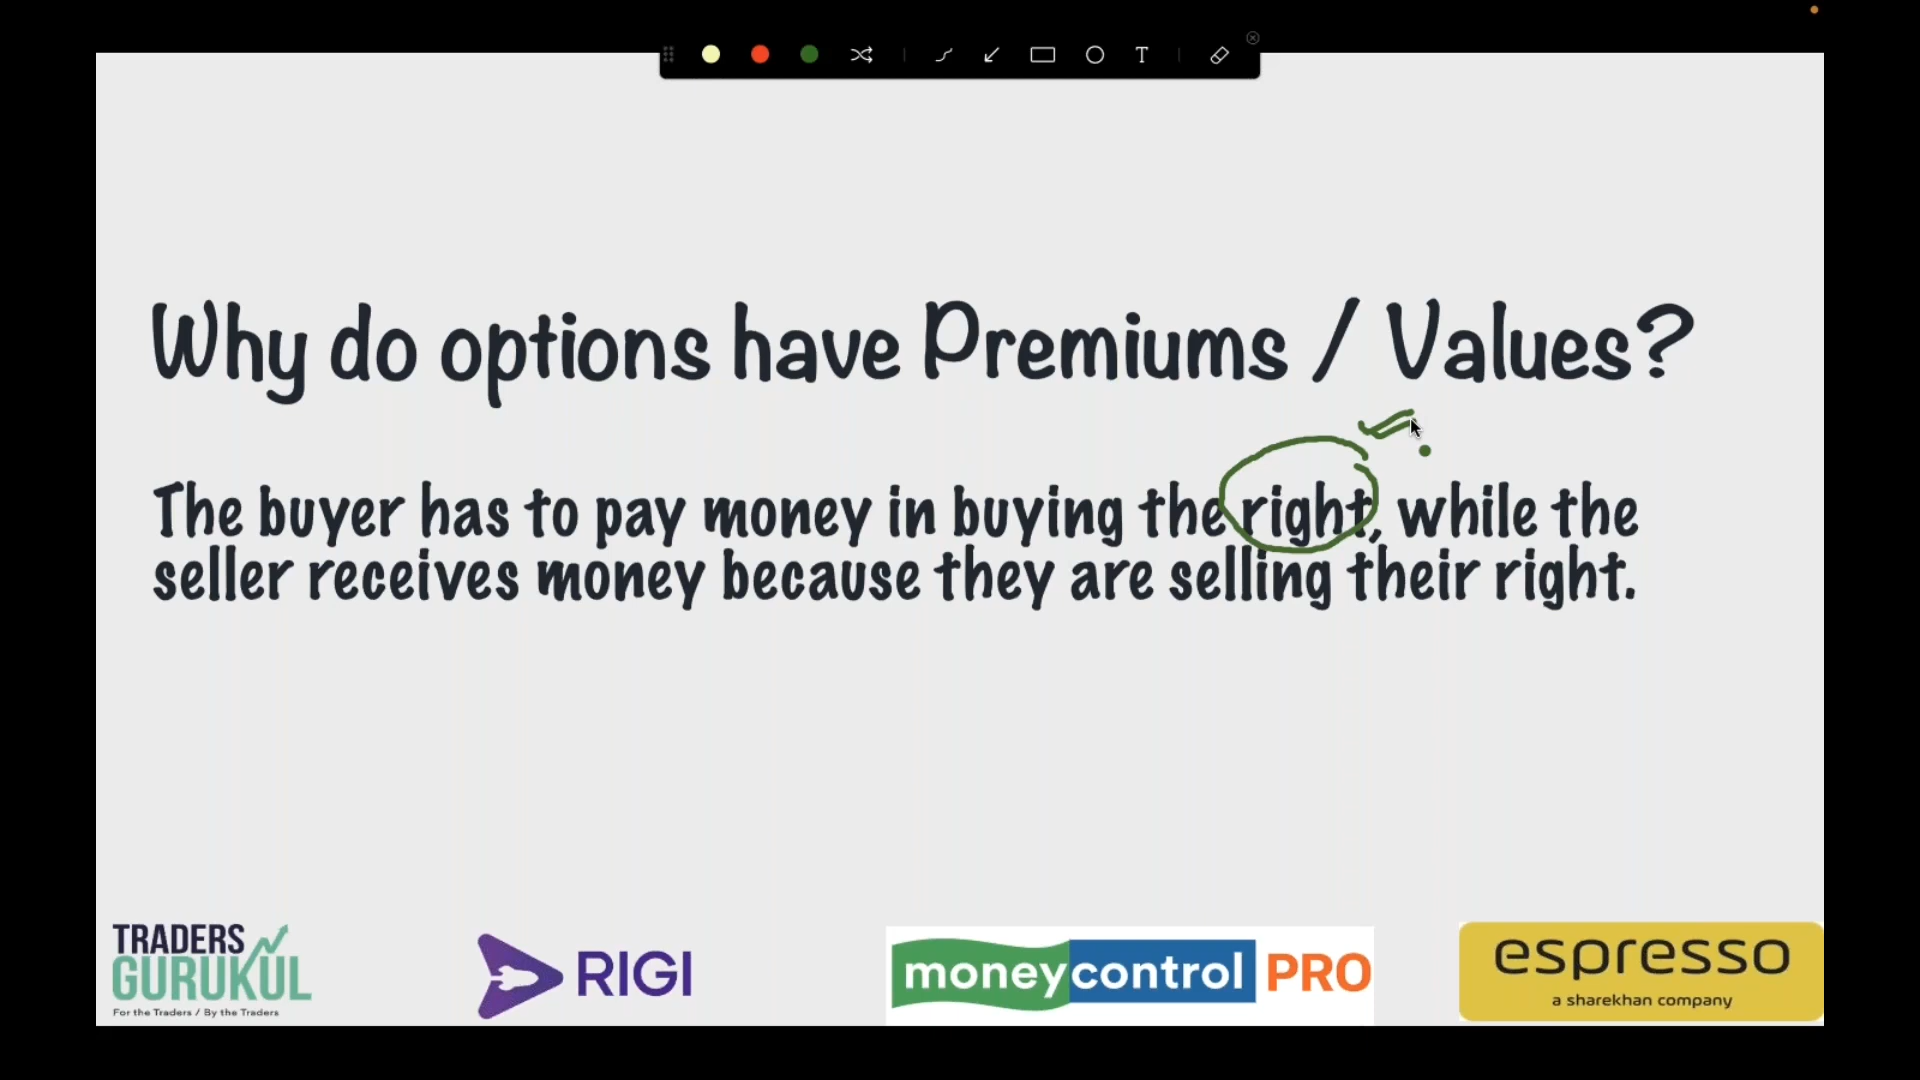 T
Why do options have Premiums / Values?
The buyer has to pay money in buying the right, while the
seller receives money because they are selling their right.
TRADERS
GURUKUL
For the Traders / By the Traders
RIGI
moneycontrol PRO
espresso
a sharekhan company